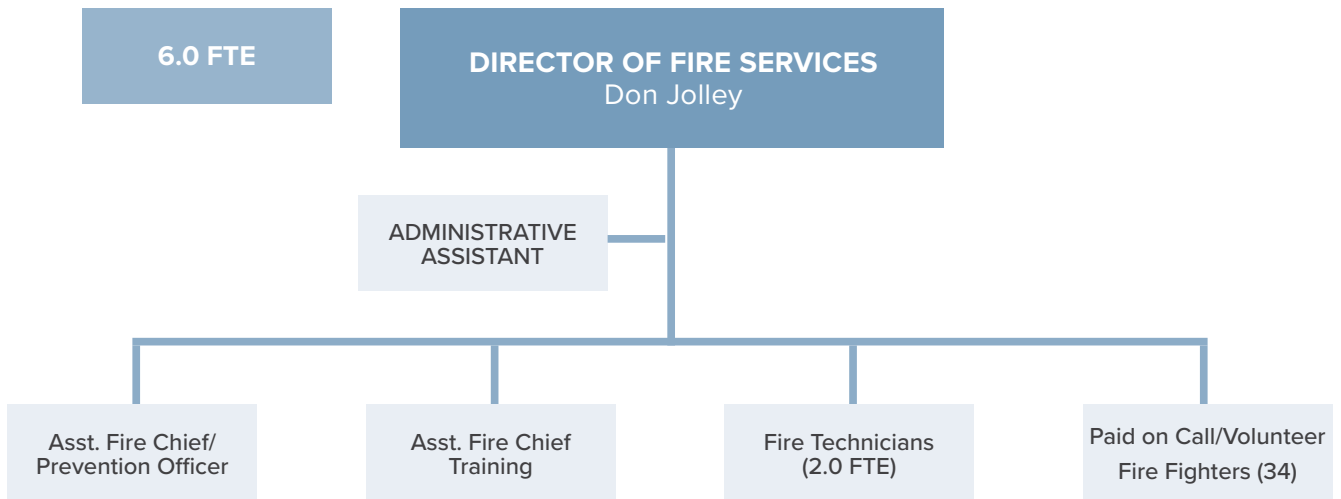 6.0 FTE
DIRECTOR OF FIRE SERVICES
Don Jolley
ADMINISTRATIVE
ASSISTANT
Asst. Fire Chief/
Prevention Officer
Asst. Fire Chief
Training
Fire Technicians
(2.0 FTE)
Paid on Call/Volunteer
Fire Fighters (34)